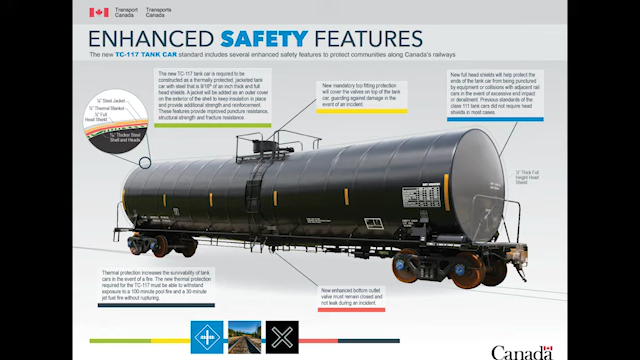 Transport Canada
Transports Canada
ENHANCED SAFETY FEATURES
The new TC-117 TANK CAR standard includes several enhanced safety features to protect communities along Canada's railways
The new TC-117 tank car is required to be
constructed as a thermally protected, jacketed tank
car with steel that is 9/16" of an inch thick and full
head shields. A jacket will be added as an outer cover
on the exterior of the shell to keep insulation in place
and provide additional strength and reinforcement.
These features provide improved puncture resistance,
structural strength and fracture resistance.
New mandatory top fitting protection
will cover the valves on top of the tank
car, guarding against damage in the
event of an incident.
New full head shields will help protect the
ends of the tank car from being punctured
by equipment or collisions with adjacent rail
cars in the event of excessive end impact
or derailment. Previous standards of the
class 111 tank cars did not require head
shields in most cases.
Steel Jacket
Thermal Blanket
Full
Head Shield
Thicker Steel
Shell and Heads
½" Thick Full
Height Head
Shield
Thermal protection increases the survivability of tank
cars in the event of a fire. The new thermal protection
required for the TC-117 must be able to withstand
exposure to a 100-minute pool fire and a 30-minute
jet fuel fire without rupturing.
New enhanced bottom outlet
valve must remain closed and
not leak during an incident.
Canada